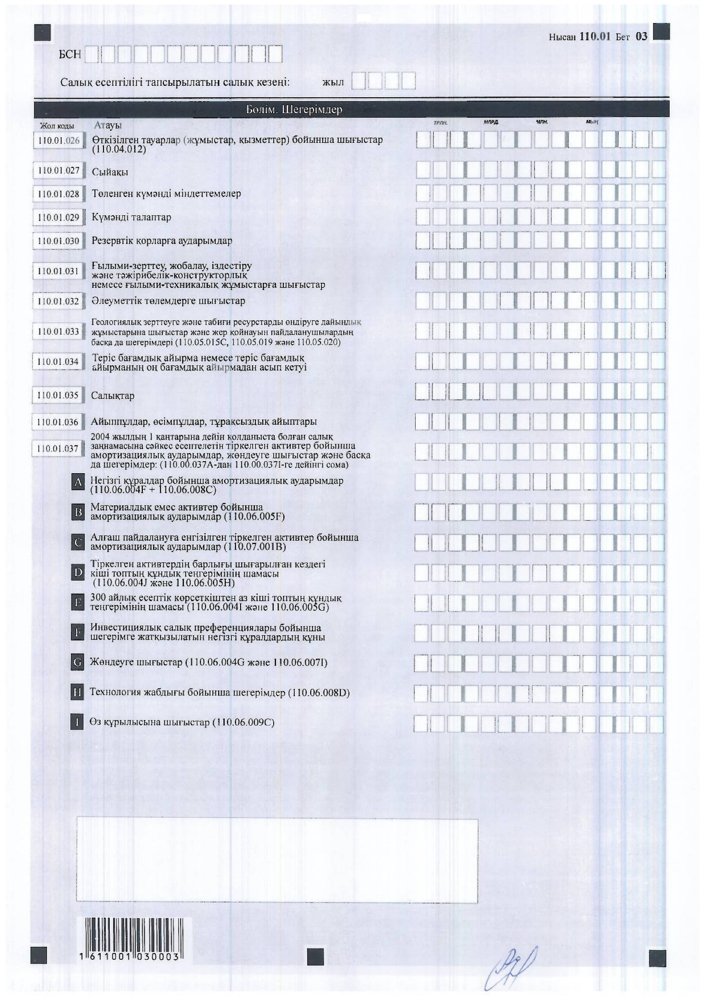 Нысан 110.01 Бет 03
БСН
Салық есептілігі тапсырылатын салық кезеңі: жыл
Бөлім. Шегерімдер
Жол коды Атауы ТРЛН. МЛРД. МЛН. МЫҢ
110.01.026 Өткізілген тауарлар (жұмыстар, қызметтер) бойынша шығыстар
(110.04.012)
110.01.027 Сыйақы
110.01.028 Төленген күмәнді міндеттемелер
110.01.029 Күмәнді талаптар
110.01.030 Резервтік қорларға аударымдар
110.01.031 Ғылыми-зерттеу, жобалау, іздестіру
және тәжірибелік-конструкторлық
немесе ғылыми-техникалық жұмыстарға шығыстар
110.01.032 Әлеуметтік төлемдерге шығыстар
110.01.033 Геологиялық зерттеуге және табиғи ресурстарды өндіруге дайындық
жұмыстарына шығыстар және жер қойнауын пайдаланушылардың
басқа да шегерімдері (110.05.015С, 110.05.019 және 110.05.020)
110.01.034 Теріс бағамдық айырма немесе теріс бағамдық
айырманың оң бағамдық айырмадан асып кетуі
110.01.035 Салықтар
110.01.036 Айыппұлдар, өсімпұлдар, тұрақсыздық айыптары
110.01.037 2004 жылдың 1 қаңтарына дейін қолданыста болған салық
заңнамасына сәйкес есептелетін тіркелген активтер бойынша
амортизациялық аударымдар, жөндеуге шығыстар және басқа
да шегерімдер: (110.00.037А-дан 110.00.037I-ге дейінгі сома)
A Негізгі құралдар бойынша амортизациялық аударымдар
(110.06.004F + 110.06.008C)
B Материалдық емес активтер бойынша
амортизациялық аударымдар (110.06.005F)
C Алғаш пайдалануға енгізілген тіркелген активтер бойынша
амортизациялық аударымдар (110.07.001В)
D Тіркелген активтердің барлығы шығарылған кездегі
кіші топтың құндық теңгерімінің шамасы
(110.06.004J және 110.06.005Н)
E 300 айлық есептік көрсеткіштен аз кіші топтың құндық
теңгерімінің шамасы (110.06.004I және 110.06.005G)
F Инвестициялық салық преференциялары бойынша
шегерімге жатқызылатын негізгі құралдардың құны
G Жөндеуге шығыстар (110.06.004G және 110.06.007I)
H Технология жабдығы бойынша шегерімдер (110.06.008D)
I Өз құрылысына шығыстар (110.06.009С)
1 611001 030003